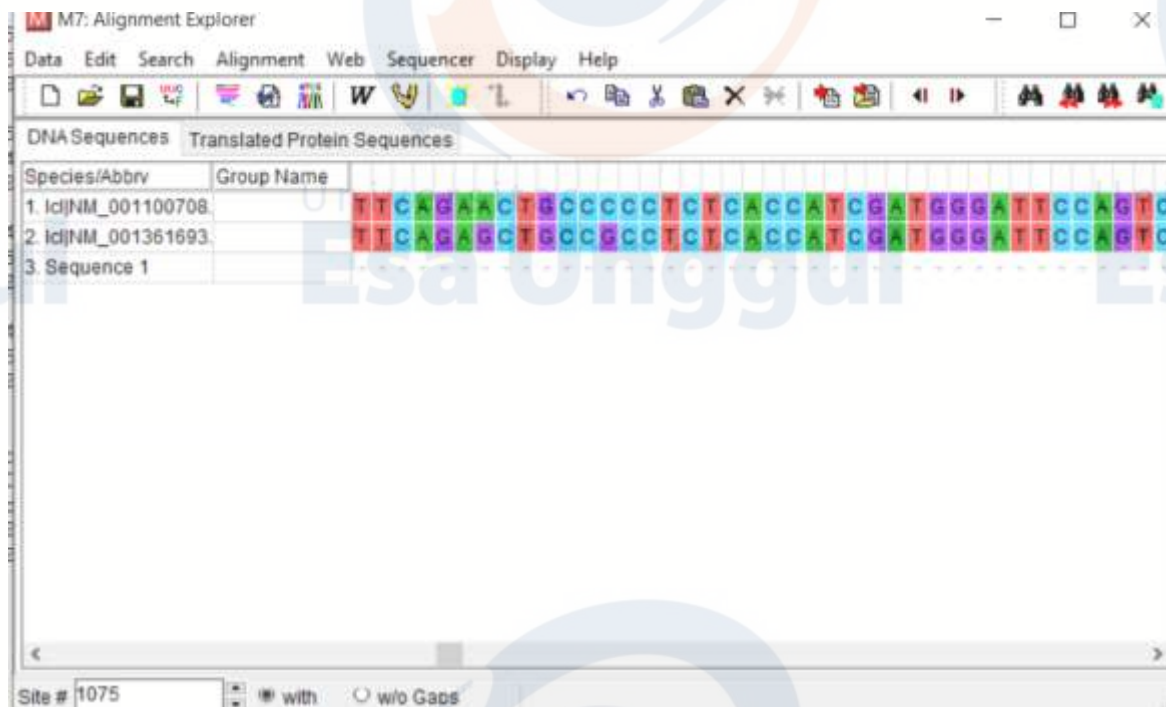 M7: Alignment Explorer
Data Edit Search Alignment Web Sequencer Display Help
W
DNA Sequences Translated Protein Sequences
Species/Abbrv Group Name
1. lcl|NM_001100708. TTCAGAACTGCCCCCTCTCACCATCGATGGGATTCCAGTC
2. lcl|NM_001361693. TTCAGAGCTGCCGCCTCTCACCATCGATGGGATTCCAGTC
3. Sequence 1
Esa Unggul
Site # 1075 with w/o Gaps